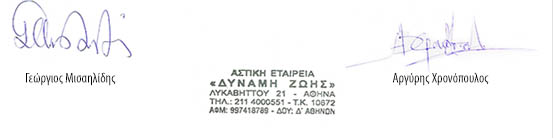 Γεώργιος Μισαηλίδης
Αργύρης Χρονόπουλος
ΑΣΤΙΚΗ ΕΤΑΙΡΕΙΑ
«ΔΥΝΑΜΗ ΖΩΗΣ»
ΛΥΚΑΒΗΤΤΟΥ 21 - ΑΘΗΝΑ
ΤΗΛ.: 211 4000551 - Τ.Κ. 10672
ΑΦΜ: 997418789 - ΔΟΥ: Δ' ΑΘΗΝΩΝ